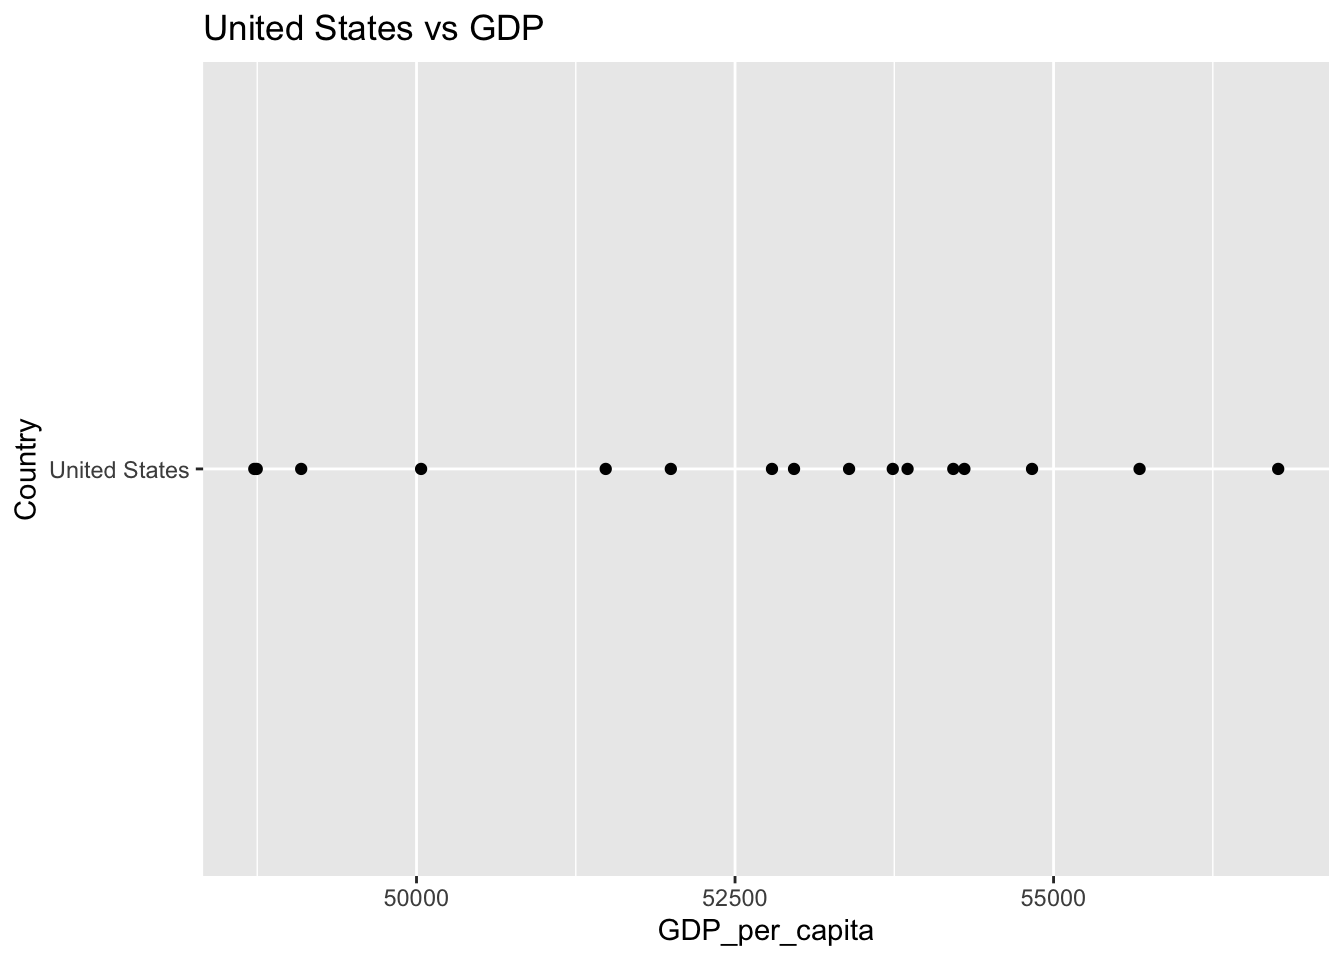 United States vs GDP
Country
United States
50000
52500
55000
GDP_per_capita